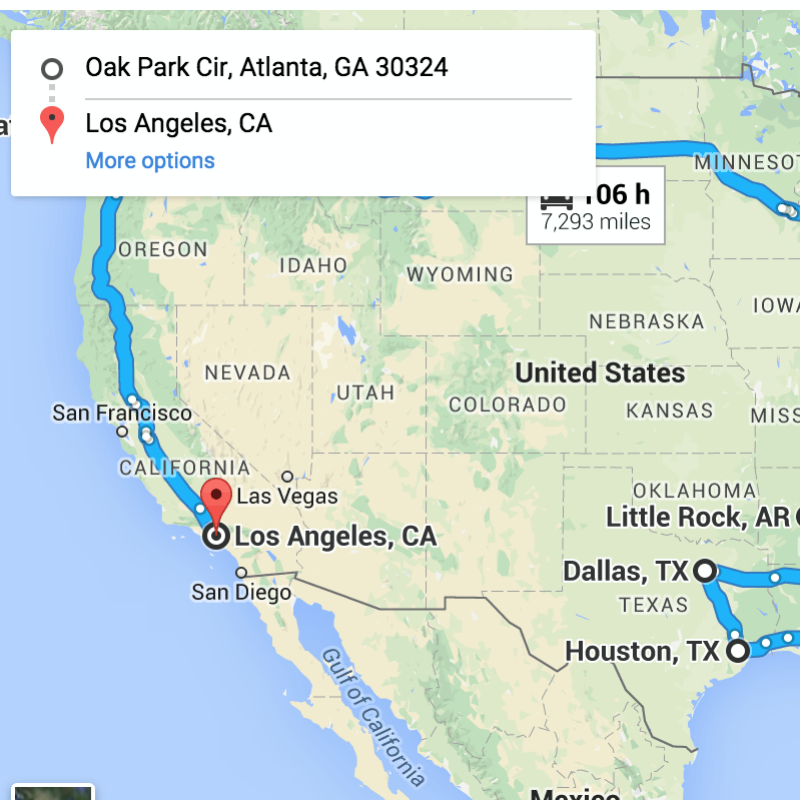 Oak Park Cir, Atlanta, GA 30324
Los Angeles, CA
More options
MINNESOT
106 h
7,293 miles
OREGON
IDAHO
WYOMING
IOWA
NEBRASKA
NEVADA
United States
UTAH
COLORADO
KANSAS
MISS
San Francisco
CALIFORNIA
Las Vegas
OKLAHOMA
Little Rock, AR
Los Angeles, CA
Dallas, TX
San Diego
TEXAS
Houston, TX
Gulf of California
Mexico